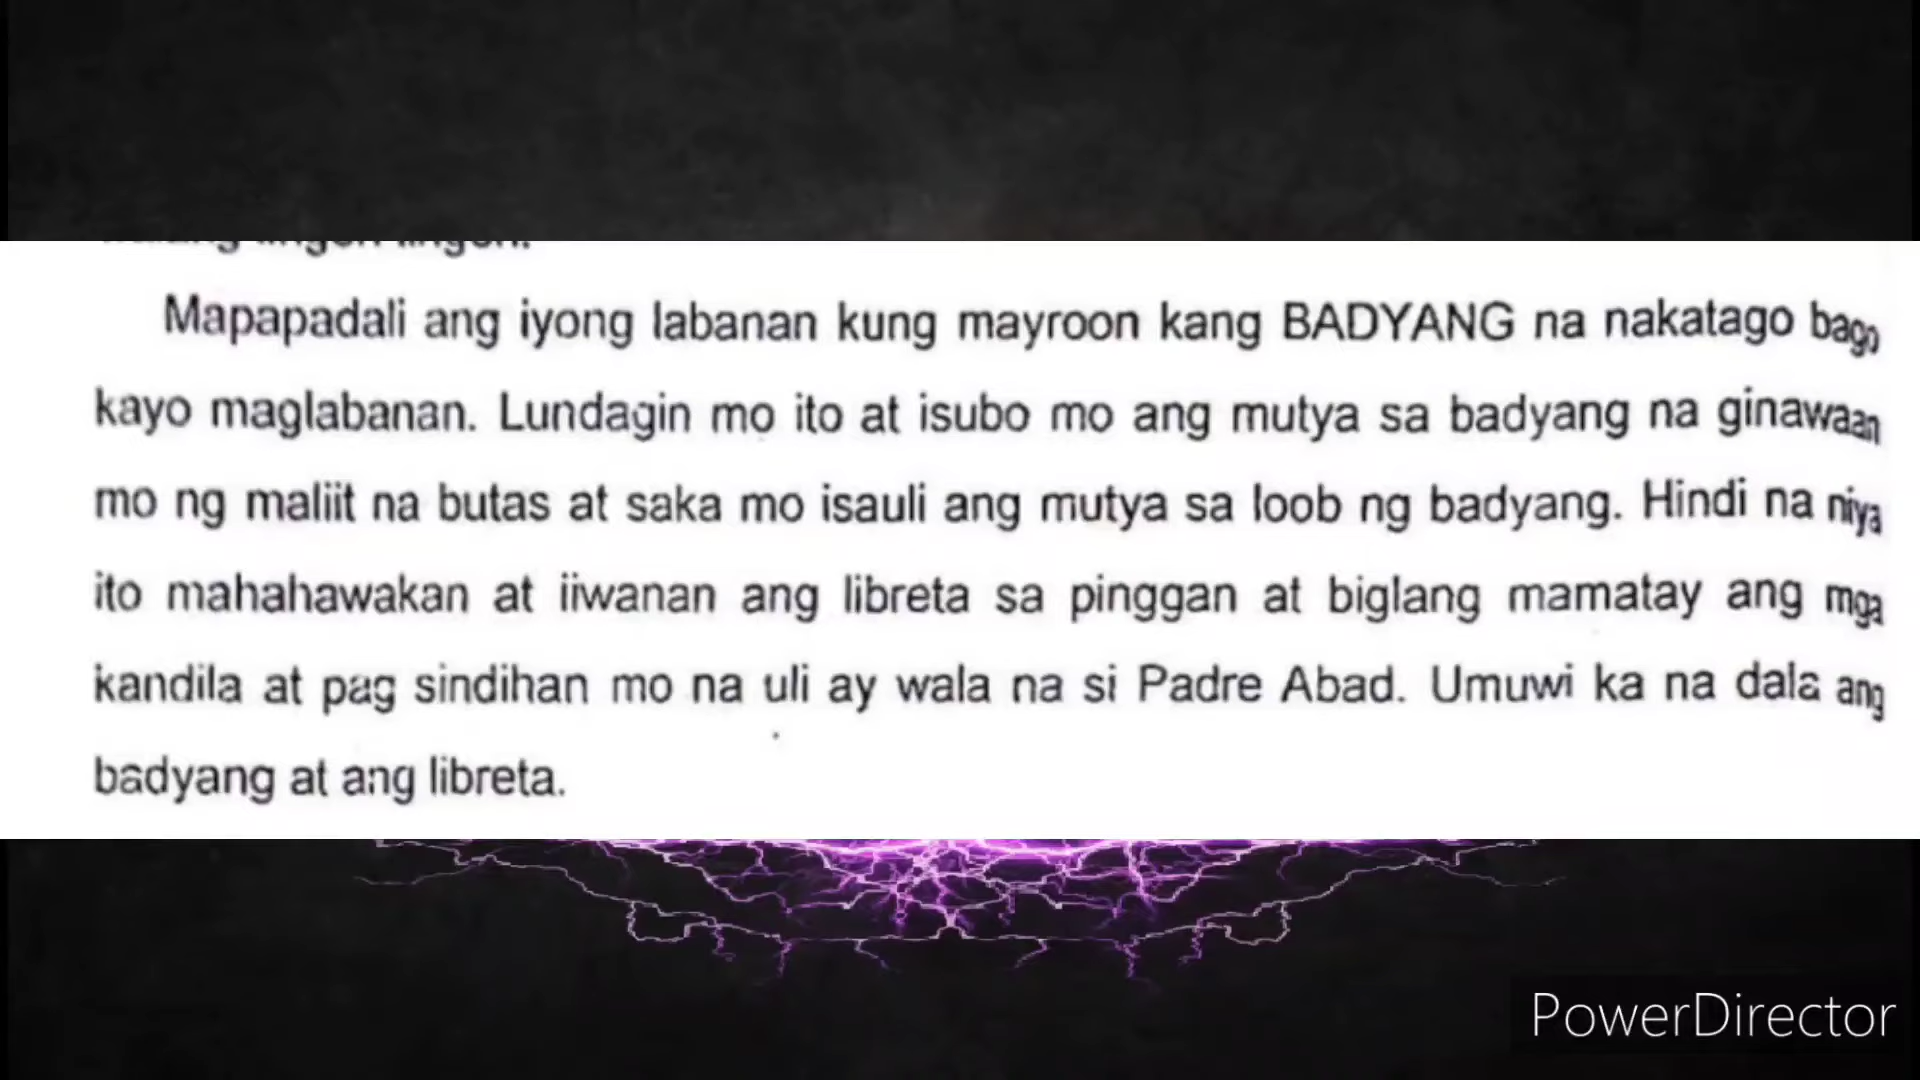 Mapapadali ang iyong labanan kung mayroon kang BADYANG na nakatago bago
kayo maglabanan. Lundagin mo ito at isubo mo ang mutya sa badyang na ginawaan
mo ng maliit na butas at saka mo isauli ang mutya sa loob ng badyang. Hindi na niya
ito mahahawakan at iiwanan ang libreta sa pinggan at biglang mamatay ang mga
kandila at pag sindihan mo na uli ay wala na si Padre Abad. Umuwi ka na dala ang
badyang at ang libreta.
PowerDirector